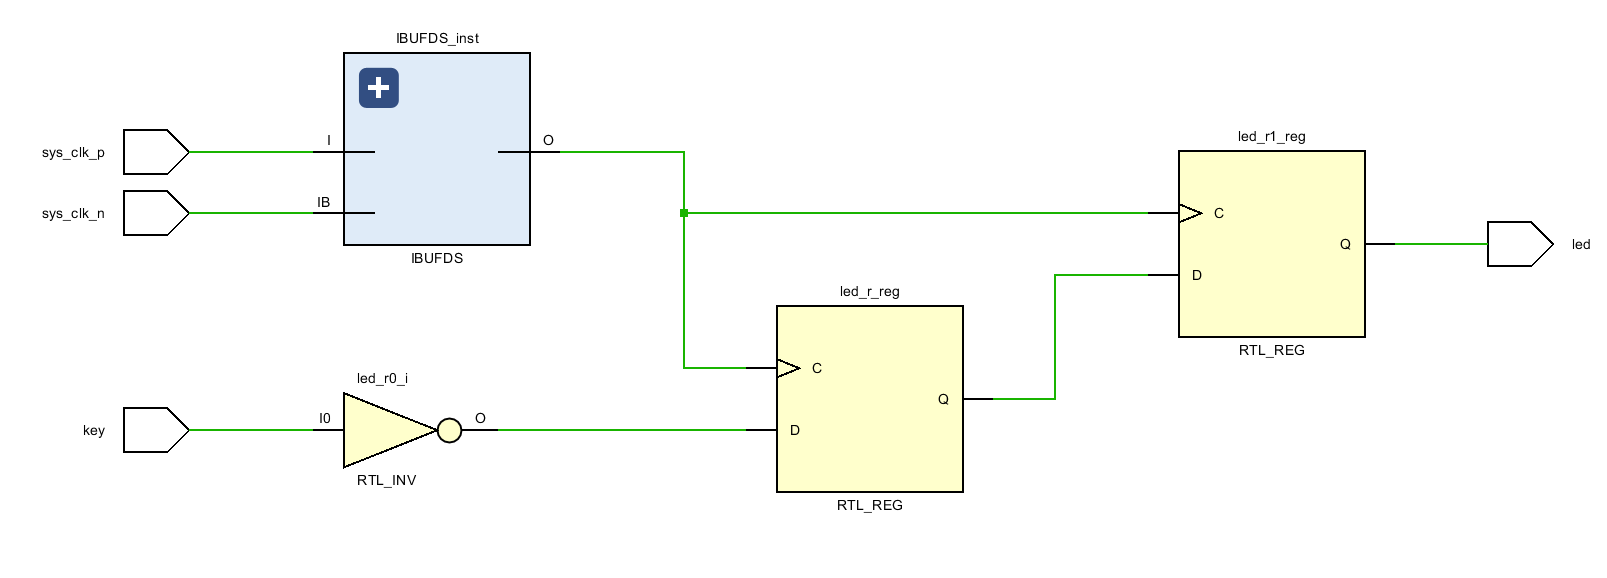 IBUFDS_inst
sys_clk_p
I
O
sys_clk_n
IB
IBUFDS
led_r1_reg
C
Q
D
RTL_REG
led
led_r_reg
C
Q
D
RTL_REG
led_r0_i
key
I0
O
RTL_INV